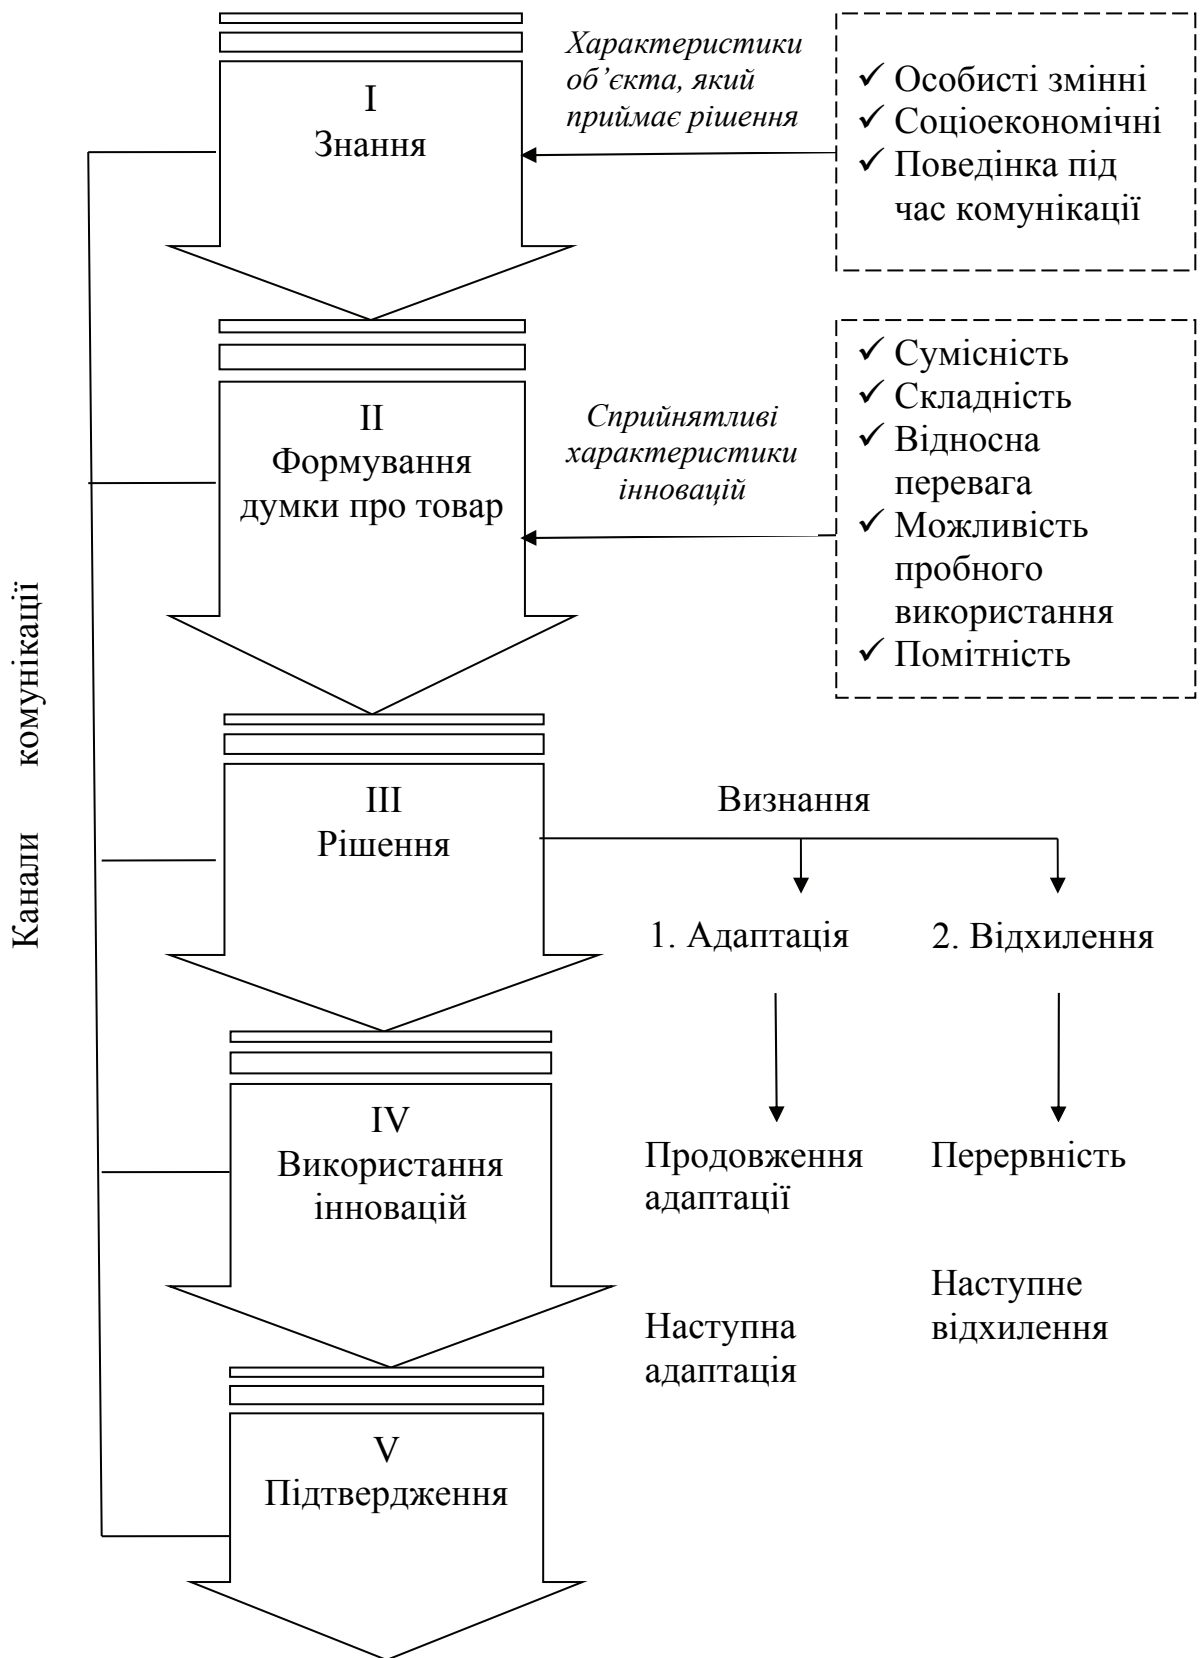 Характеристики
об’єкта, який
приймає рішення
I
Знання
✓ Особисті змінні
✓ Соціоекономічні
✓ Поведінка під
час комунікації
II
Формування
думки про товар
Сприйнятливі
характеристики
інновацій
✓ Сумісність
✓ Складність
✓ Відносна
перевага
✓ Можливість
пробного
використання
✓ Помітність
Канали комунікації
III
Рішення
Визнання
1. Адаптація
2. Відхилення
IV
Використання
інновацій
Продовження
адаптації
Перервність
Наступна
адаптація
Наступне
відхилення
V
Підтвердження